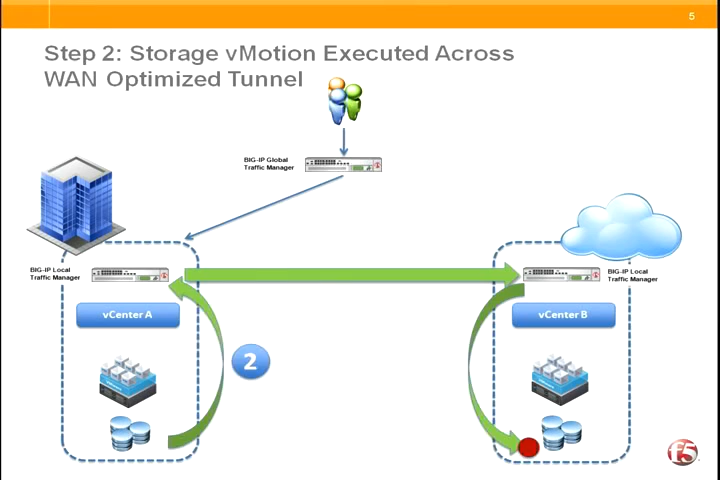 5
Step 2: Storage vMotion Executed Across
WAN Optimized Tunnel
BIG-IP Global
Traffic Manager
BIG-IP Local
Traffic Manager
BIG-IP Local
Traffic Manager
vCenter A
vCenter B
2
f5